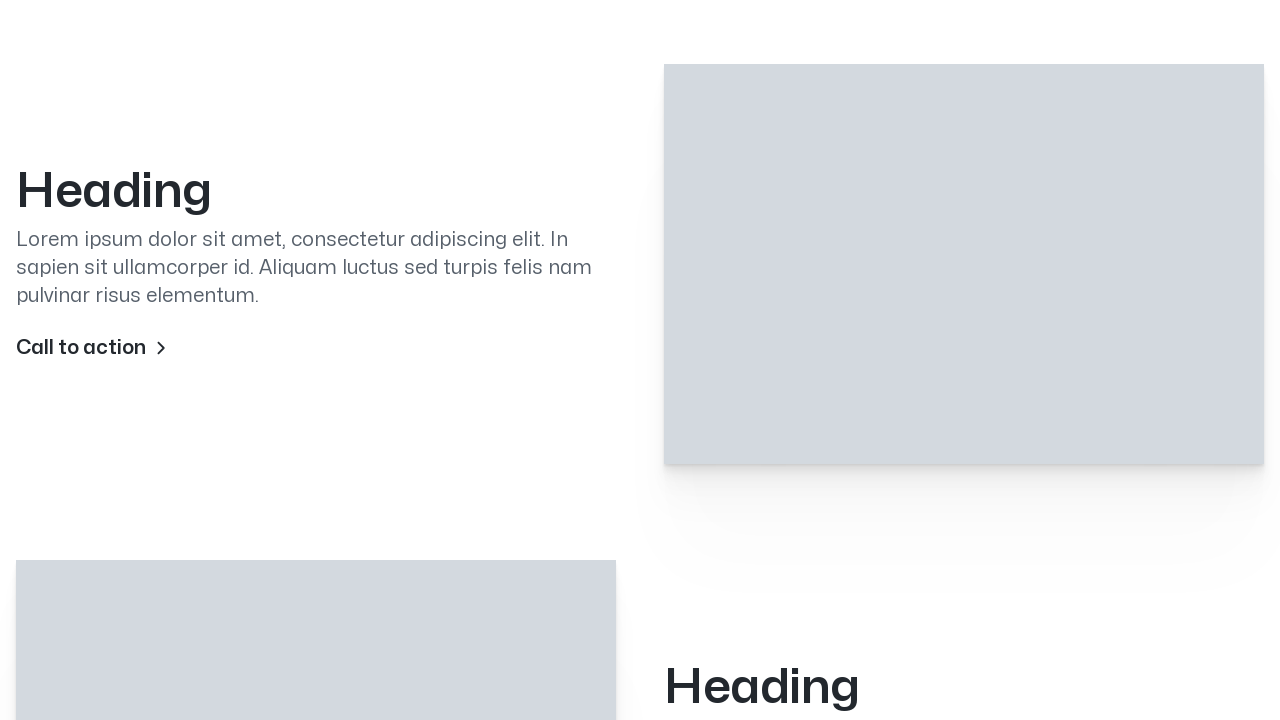 Heading
Lorem ipsum dolor sit amet, consectetur adipiscing elit. In
sapien sit ullamcorper id. Aliquam luctus sed turpis felis nam
pulvinar risus elementum.
Call to action
Heading